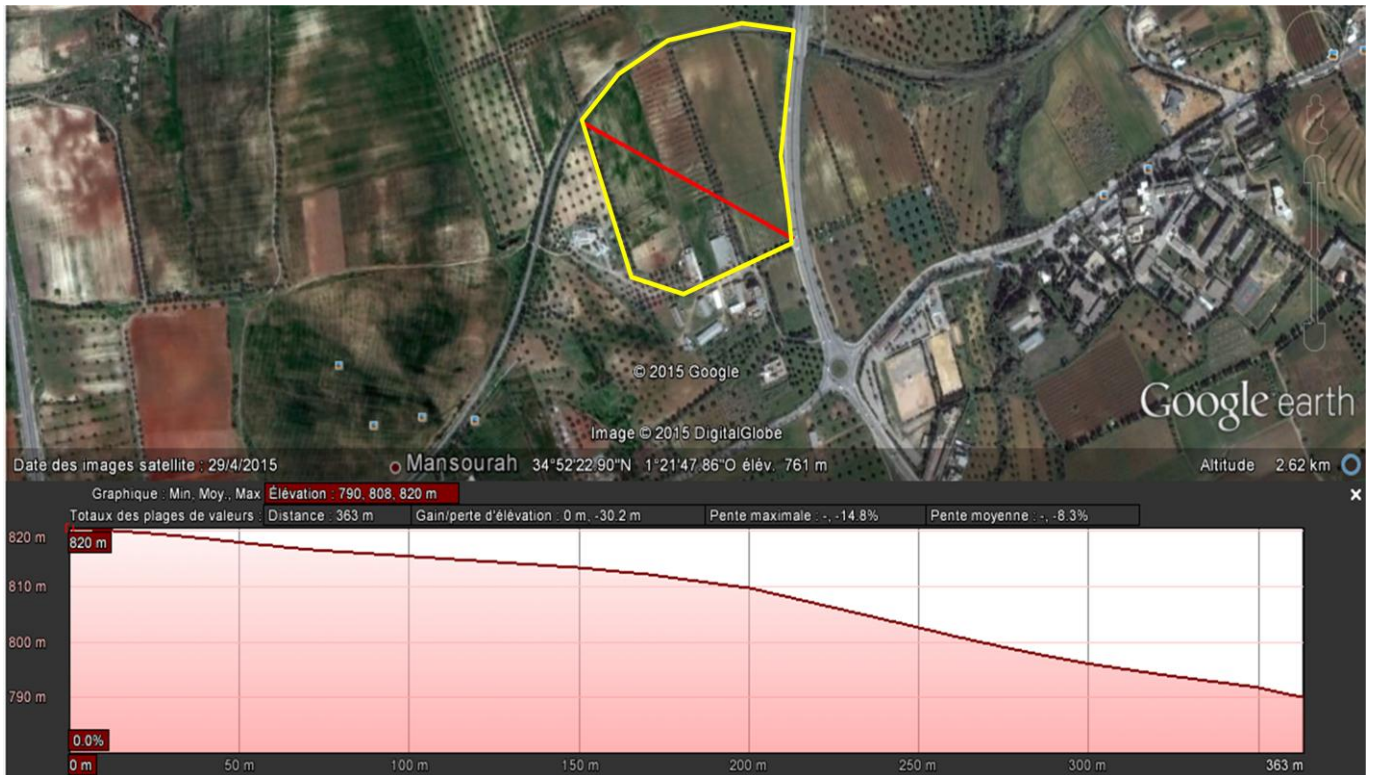 © 2015 Google
Google earth
Image © 2015 DigitalGlobe
Date des images satellite : 29/4/2015 Mansourah 34°52'22.90"N 1°21'47.86"O élév. 761 m Altitude 2.62 km
Graphique : Min, Moy., Max Élévation : 790, 808, 820 m
Totaux des plages de valeurs : Distance : 363 m Gain/perte d'élévation : 0 m, -30.2 m Pente maximale : -, -14.8% Pente moyenne : -, -8.3%
820 m
820 m
810 m
800 m
790 m
0.0%
0 m 50 m 100 m 150 m 200 m 250 m 300 m 363 m